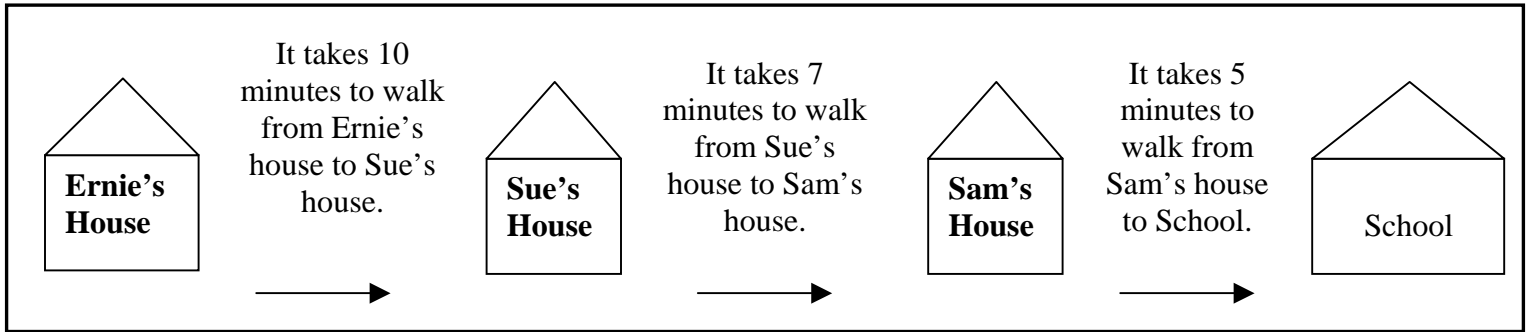 It takes 10
minutes to walk
from Ernie’s
house to Sue’s
house.
It takes 7
minutes to walk
from Sue’s
house to Sam’s
house.
It takes 5
minutes to
walk from
Sam’s house
to School.
Ernie’s
House
Sue’s
House
Sam’s
House
School